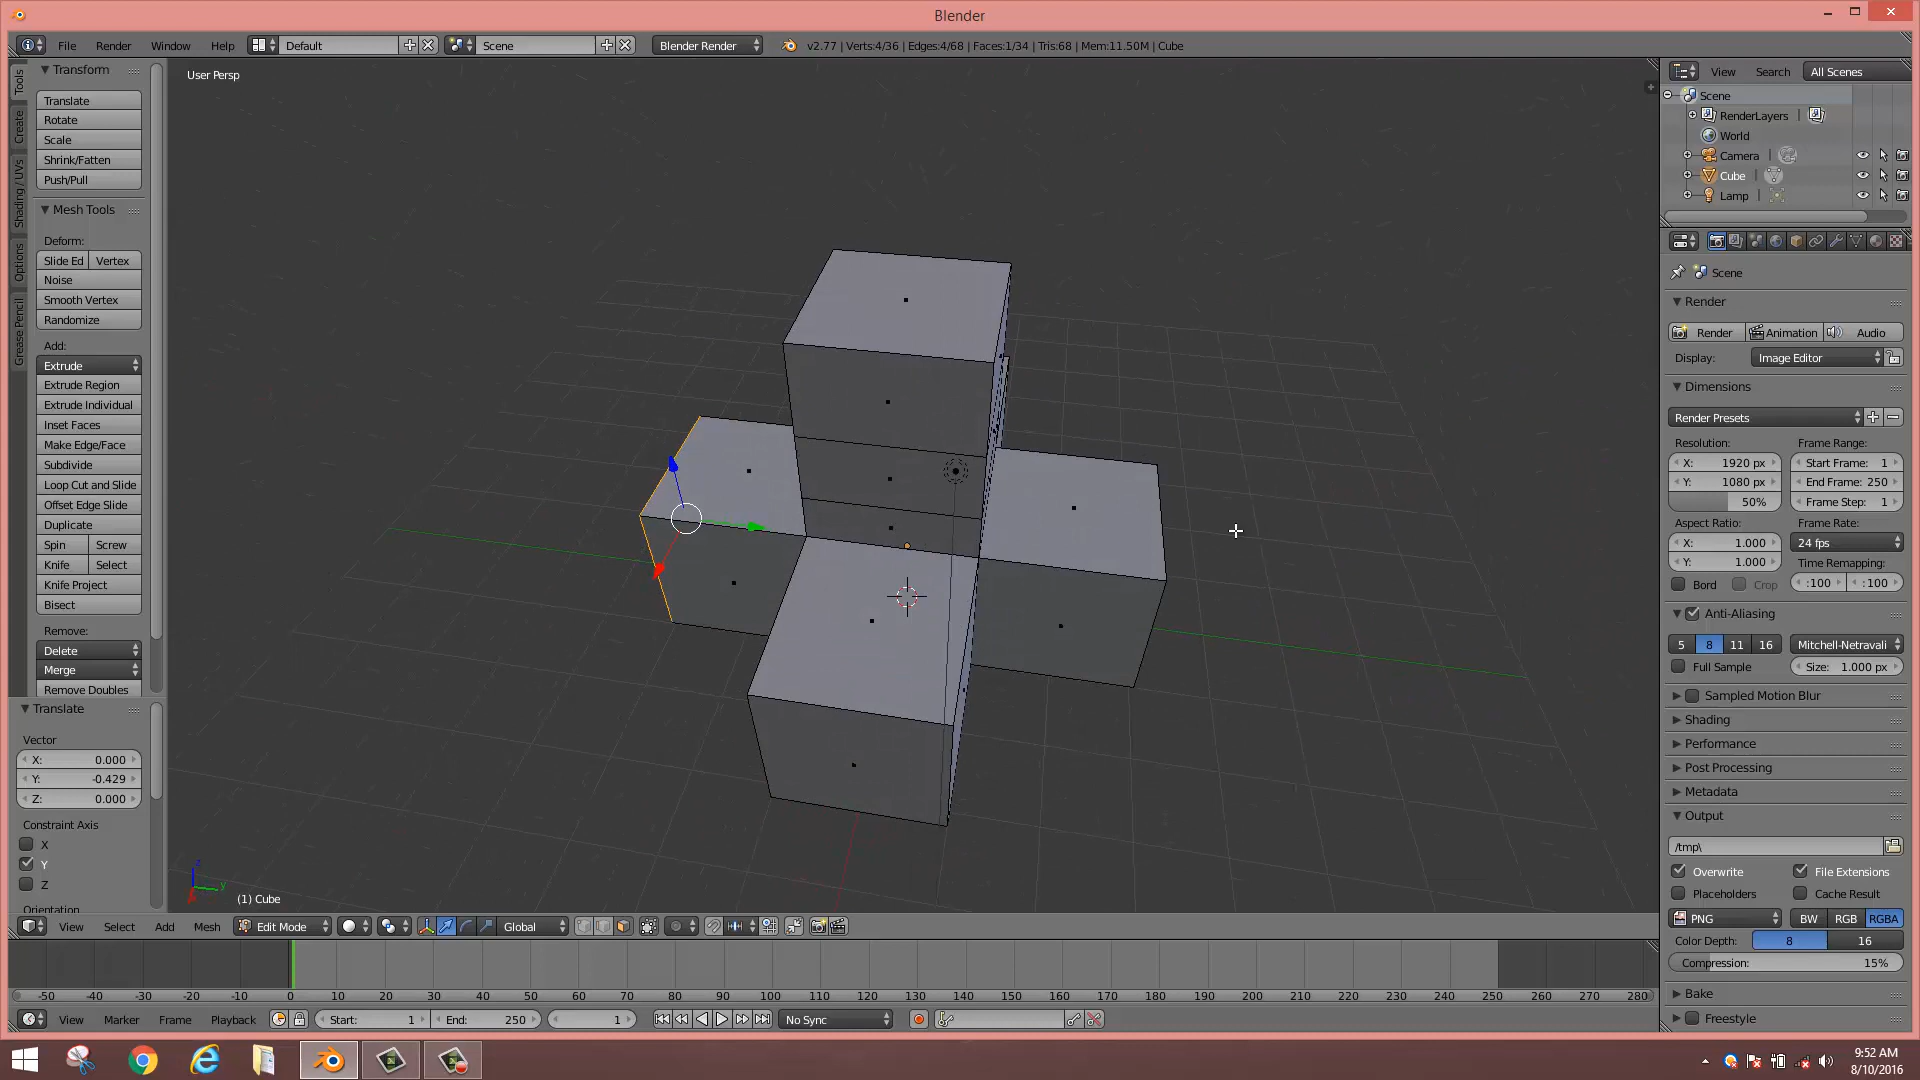 Blender
File Render Window Help Default Scene Blender Render v2.77 | Verts:4/36 | Edges:4/68 | Faces:1/34 | Tris:68 | Mem:11.50M | Cube
Tools
Create
Shading / UVs
Options
Grease Pencil
Transform
Translate
Rotate
Scale
Shrink/Fatten
Push/Pull
Mesh Tools
Deform:
Slide Ed Vertex
Noise
Smooth Vertex
Randomize
Add:
Extrude
Extrude Region
Extrude Individual
Inset Faces
Make Edge/Face
Subdivide
Loop Cut and Slide
Offset Edge Slide
Duplicate
Spin Screw
Knife Select
Knife Project
Bisect
Remove:
Delete
Merge
Remove Doubles
Translate
Vector
X: 0.000
Y: -0.429
Z: 0.000
Constraint Axis
X
Y
Z
Orientation
User Persp
z
y
(1) Cube
View Search All Scenes
Scene
RenderLayers |
World
Camera |
Cube |
Lamp |
Scene
Render
Render Animation Audio
Display: Image Editor
Dimensions
Render Presets
Resolution: Frame Range:
X: 1920 px Start Frame: 1
Y: 1080 px End Frame: 250
50% Frame Step: 1
Aspect Ratio: Frame Rate:
X: 1.000 24 fps
Y: 1.000 Time Remapping:
Bord Crop :100 :100
Anti-Aliasing
5 8 11 16 Mitchell-Netravali
Full Sample Size: 1.000 px
Sampled Motion Blur
Shading
Performance
Post Processing
Metadata
Output
/tmp\
Overwrite File Extensions
Placeholders Cache Result
PNG BW RGB RGBA
Color Depth: 8 16
Compression: 15%
Bake
Freestyle
View Select Add Mesh Edit Mode Global
-50 -40 -30 -20 -10 0 10 20 30 40 50 60 70 80 90 100 110 120 130 140 150 160 170 180 190 200 210 220 230 240 250 260 270 280
View Marker Frame Playback Start: 1 End: 250 1 No Sync
9:52 AM
8/10/2016